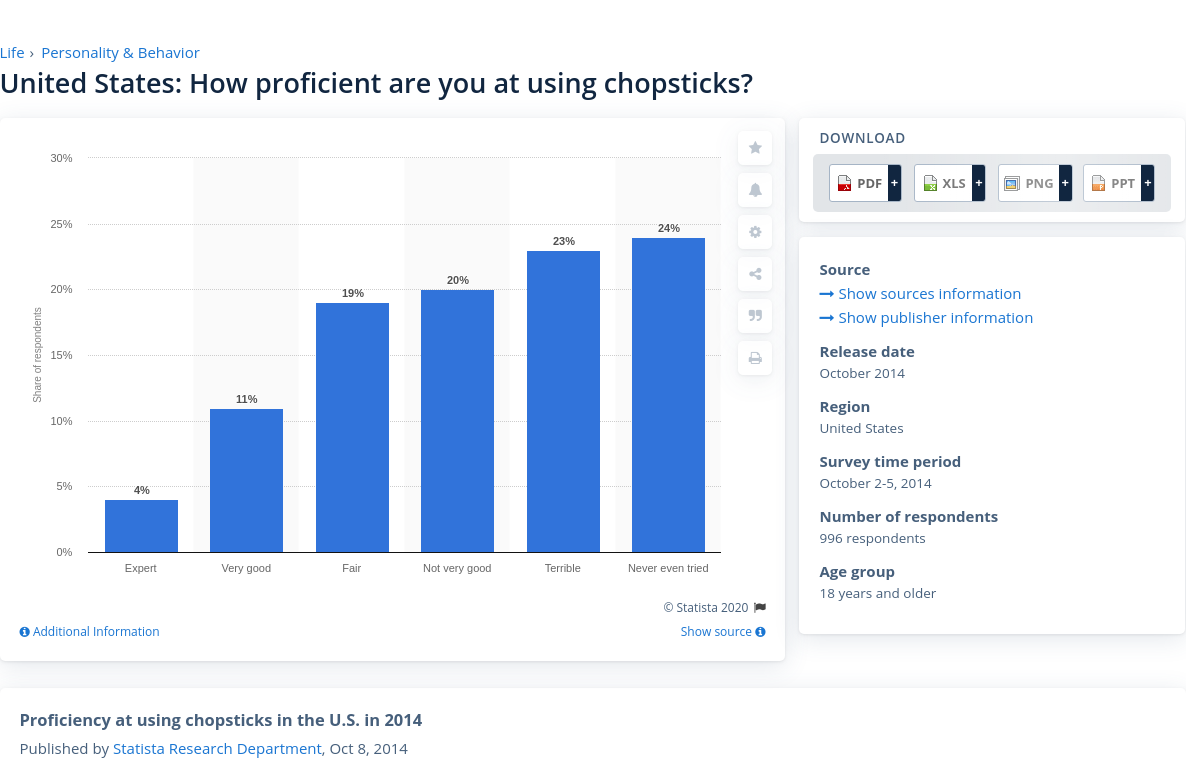 Life › Personality & Behavior
United States: How proficient are you at using chopsticks?
30%
25%
20%
15%
10%
5%
0%
Share of respondents
4%
11%
19%
20%
23%
24%
Expert
Very good
Fair
Not very good
Terrible
Never even tried
© Statista 2020
Additional Information
Show source
DOWNLOAD
PDF +
XLS +
PNG +
PPT +
Source
Show sources information
Show publisher information
Release date
October 2014
Region
United States
Survey time period
October 2-5, 2014
Number of respondents
996 respondents
Age group
18 years and older
Proficiency at using chopsticks in the U.S. in 2014
Published by Statista Research Department, Oct 8, 2014